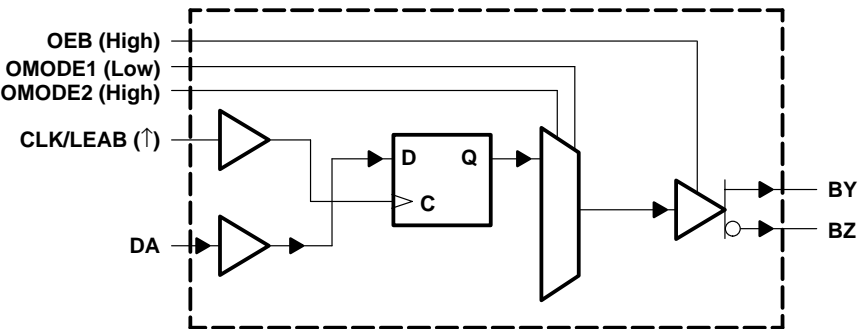 OEB (High)
OMODE1 (Low)
OMODE2 (High)
CLK/LEAB (↑)
D Q
C
DA
BY
BZ